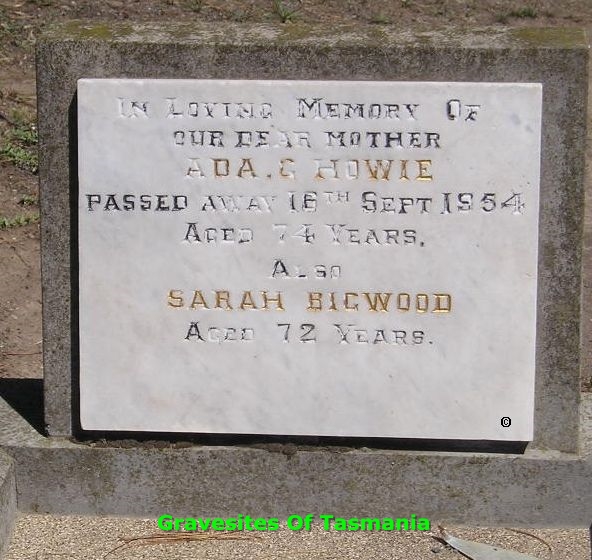 IN LOVING MEMORY OF
OUR DEAR MOTHER
ADA. G HOWIE
PASSED AWAY 16TH SEPT 1954
AGED 74 YEARS.
ALSO
SARAH BIGWOOD
AGED 72 YEARS.
©
Gravesites Of Tasmania